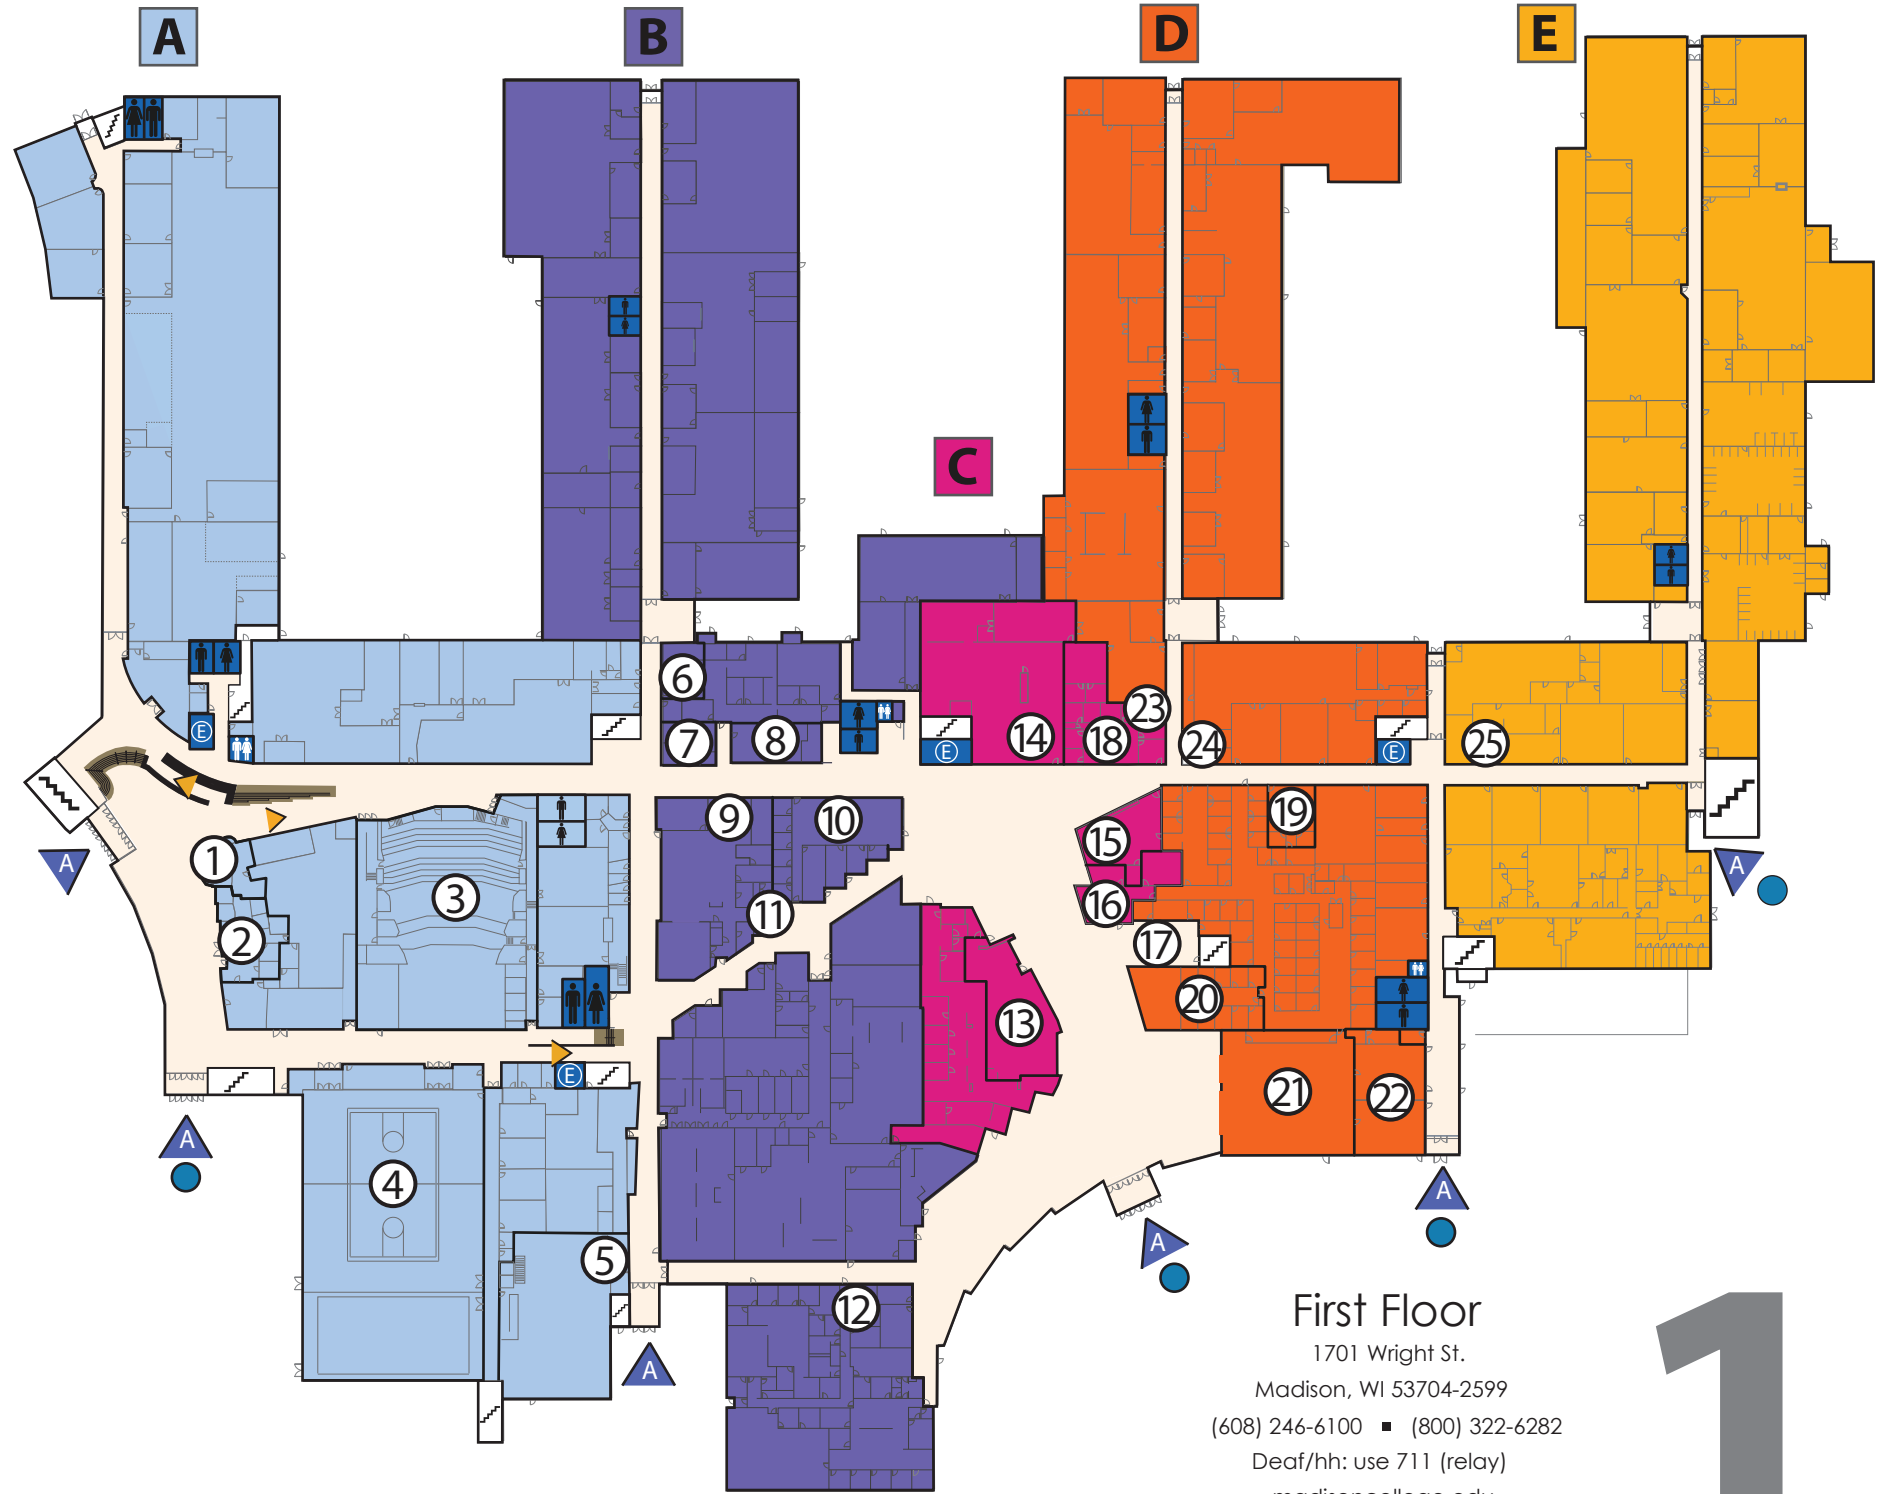 A
B
D
E
C
E
6
7
8
14
18
23
24
E
25
E
A
1
2
3
9
10
11
15
16
17
19
20
13
A
21
22
E
4
5
A
A
A
A
12
First Floor
1701 Wright St.
Madison, WI 53704-2599
(608) 246-6100 ■ (800) 322-6282
Deaf/hh: use 711 (relay)
madisoncollege.edu
1